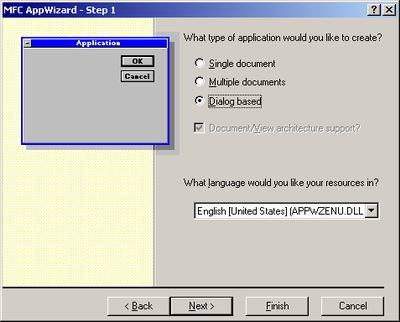 MFC AppWizard - Step 1
Application
OK
Cancel
What type of application would you like to create?
Single document
Multiple documents
Dialog based
Document/View architecture support?
What language would you like your resources in?
English [United States] (APPWZENU.DLL
< Back
Next >
Finish
Cancel